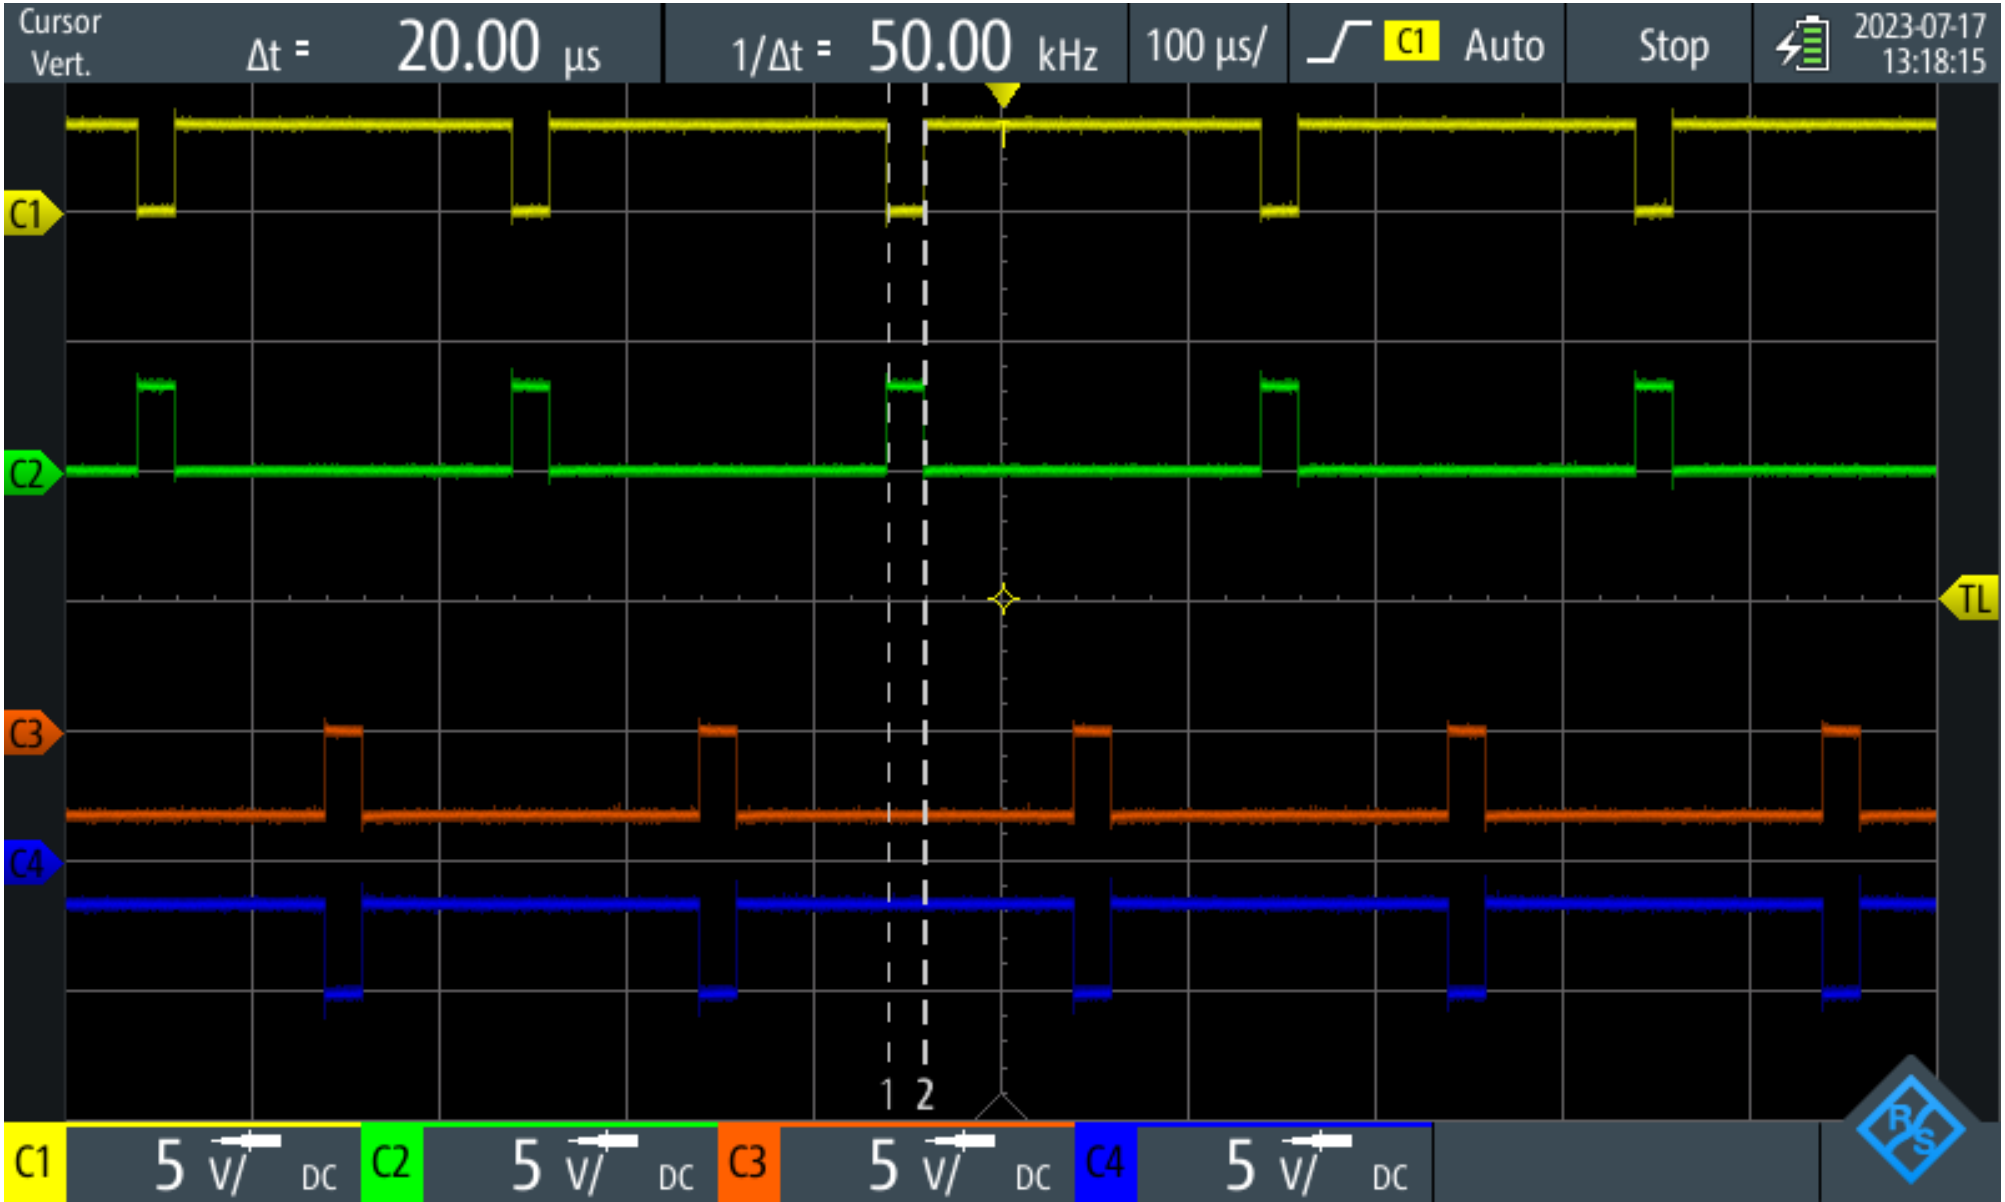 Cursor
Vert.
Δt = 20.00 µs
1/Δt = 50.00 kHz
100 µs/
C1 Auto
Stop
2023-07-17
13:18:15
T
C1
C2
TL
C3
C4
1 2
C1 5 V/ DC
C2 5 V/ DC
C3 5 V/ DC
C4 5 V/ DC
R/S